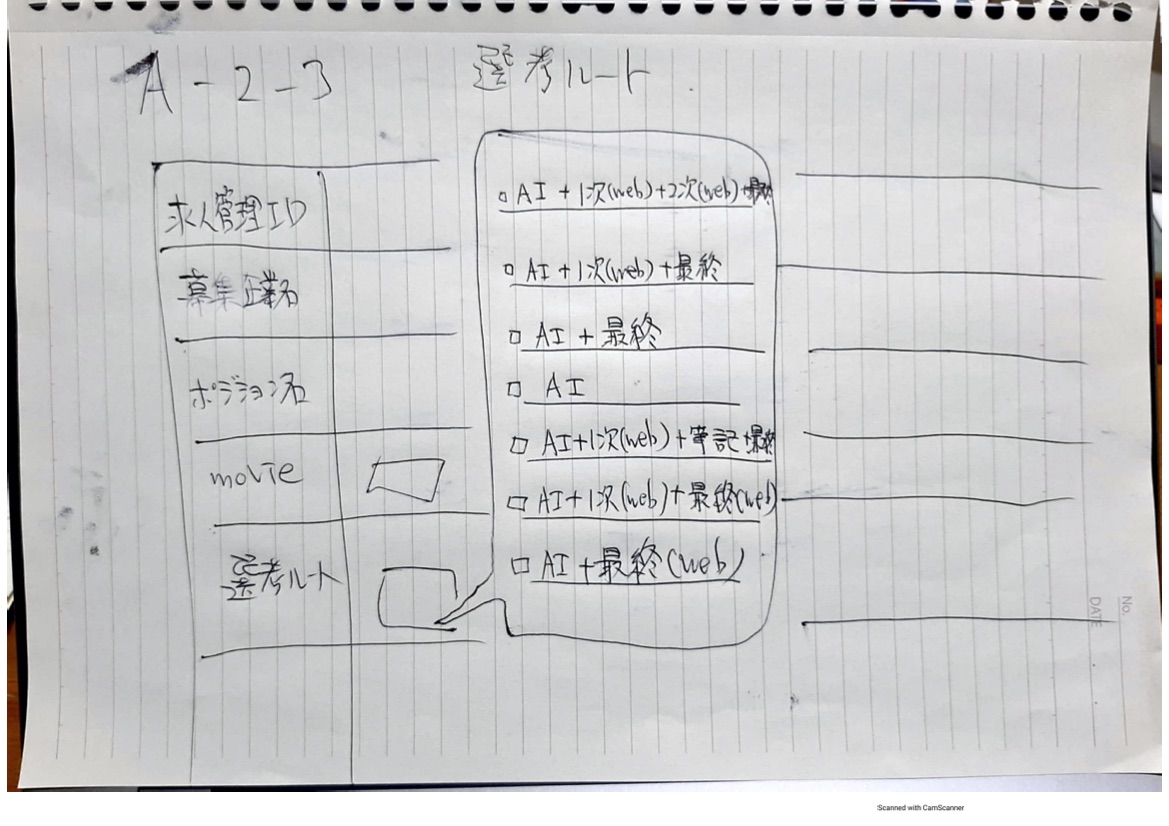 A-2-3
選考ルート
求人管理ID
募集企業名
ポジション名
movie
選考ルート
□ AI + 1次(web)+2次(web)+最終
□ AI + 1次(web)+最終
□ AI + 最終
□ AI
□ AI+1次(web)+筆記+最終
□ AI+1次(web)+最終(web)
□ AI+最終(web)
No.
DATE
Scanned with CamScanner